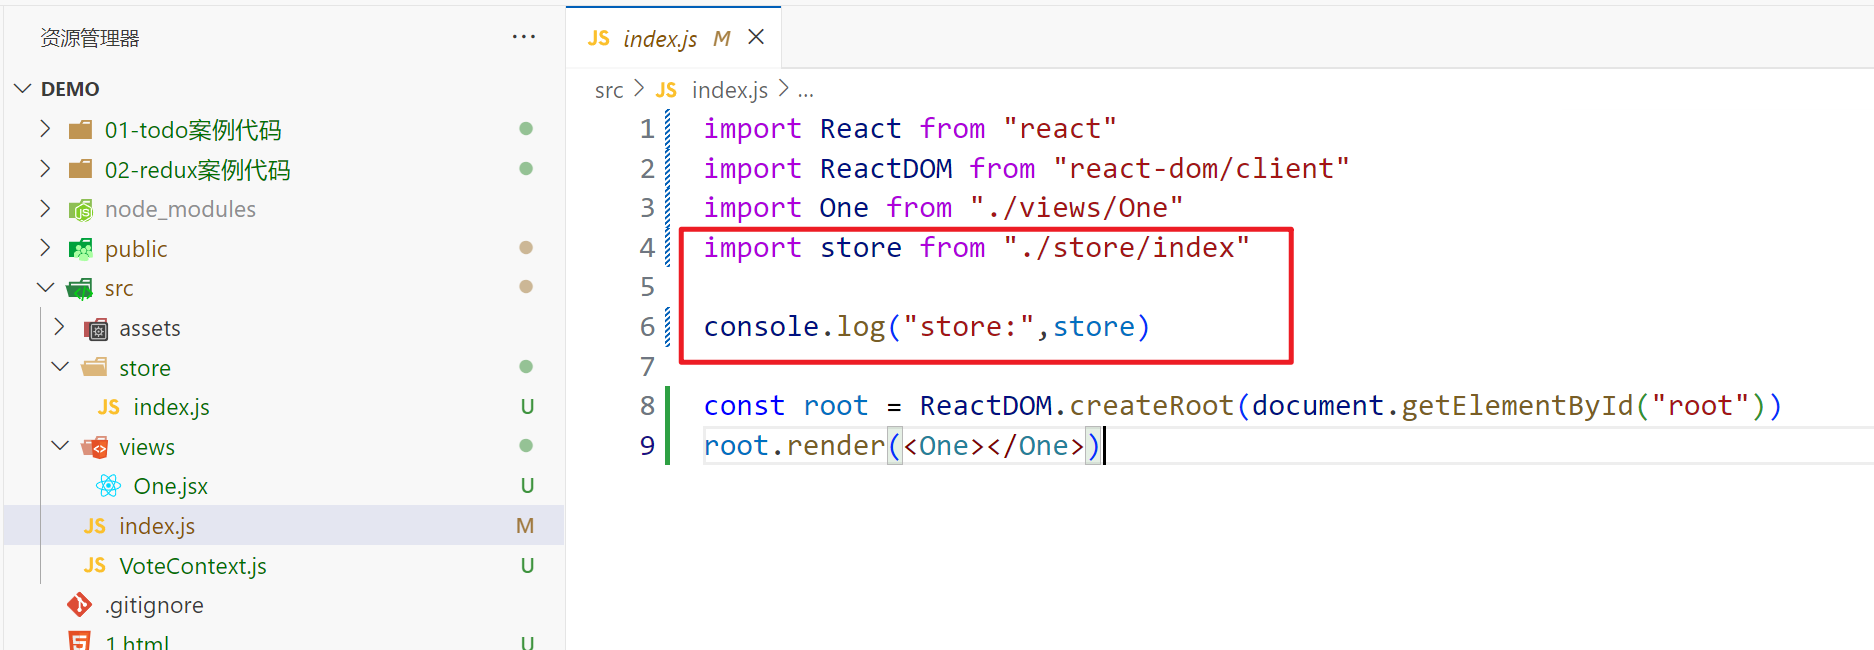 资源管理器
···
DEMO
01-todo案例代码
02-redux案例代码
node_modules
public
src
assets
store
JS index.js U
views
One.jsx U
JS index.js M
JS VoteContext.js U
.gitignore
1.html U
JS index.js M
src > JS index.js > ...
1 import React from "react"
2 import ReactDOM from "react-dom/client"
3 import One from "./views/One"
4 import store from "./store/index"
5
6 console.log("store:",store)
7
8 const root = ReactDOM.createRoot(document.getElementById("root"))
9 root.render(<One></One>)